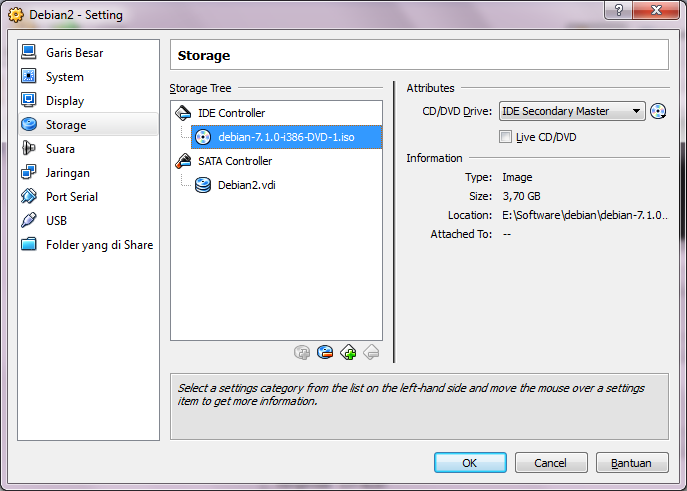 Debian2 - Setting
Garis Besar
System
Display
Storage
Suara
Jaringan
Port Serial
USB
Folder yang di Share
Storage
Storage Tree
IDE Controller
debian-7.1.0-i386-DVD-1.iso
SATA Controller
Debian2.vdi
Attributes
CD/DVD Drive: IDE Secondary Master
Live CD/DVD
Information
Type: Image
Size: 3,70 GB
Location: E:\Software\debian\debian-7.1.0..
Attached To: --
Select a settings category from the list on the left-hand side and move the mouse over a settings
item to get more information.
OK Cancel Bantuan